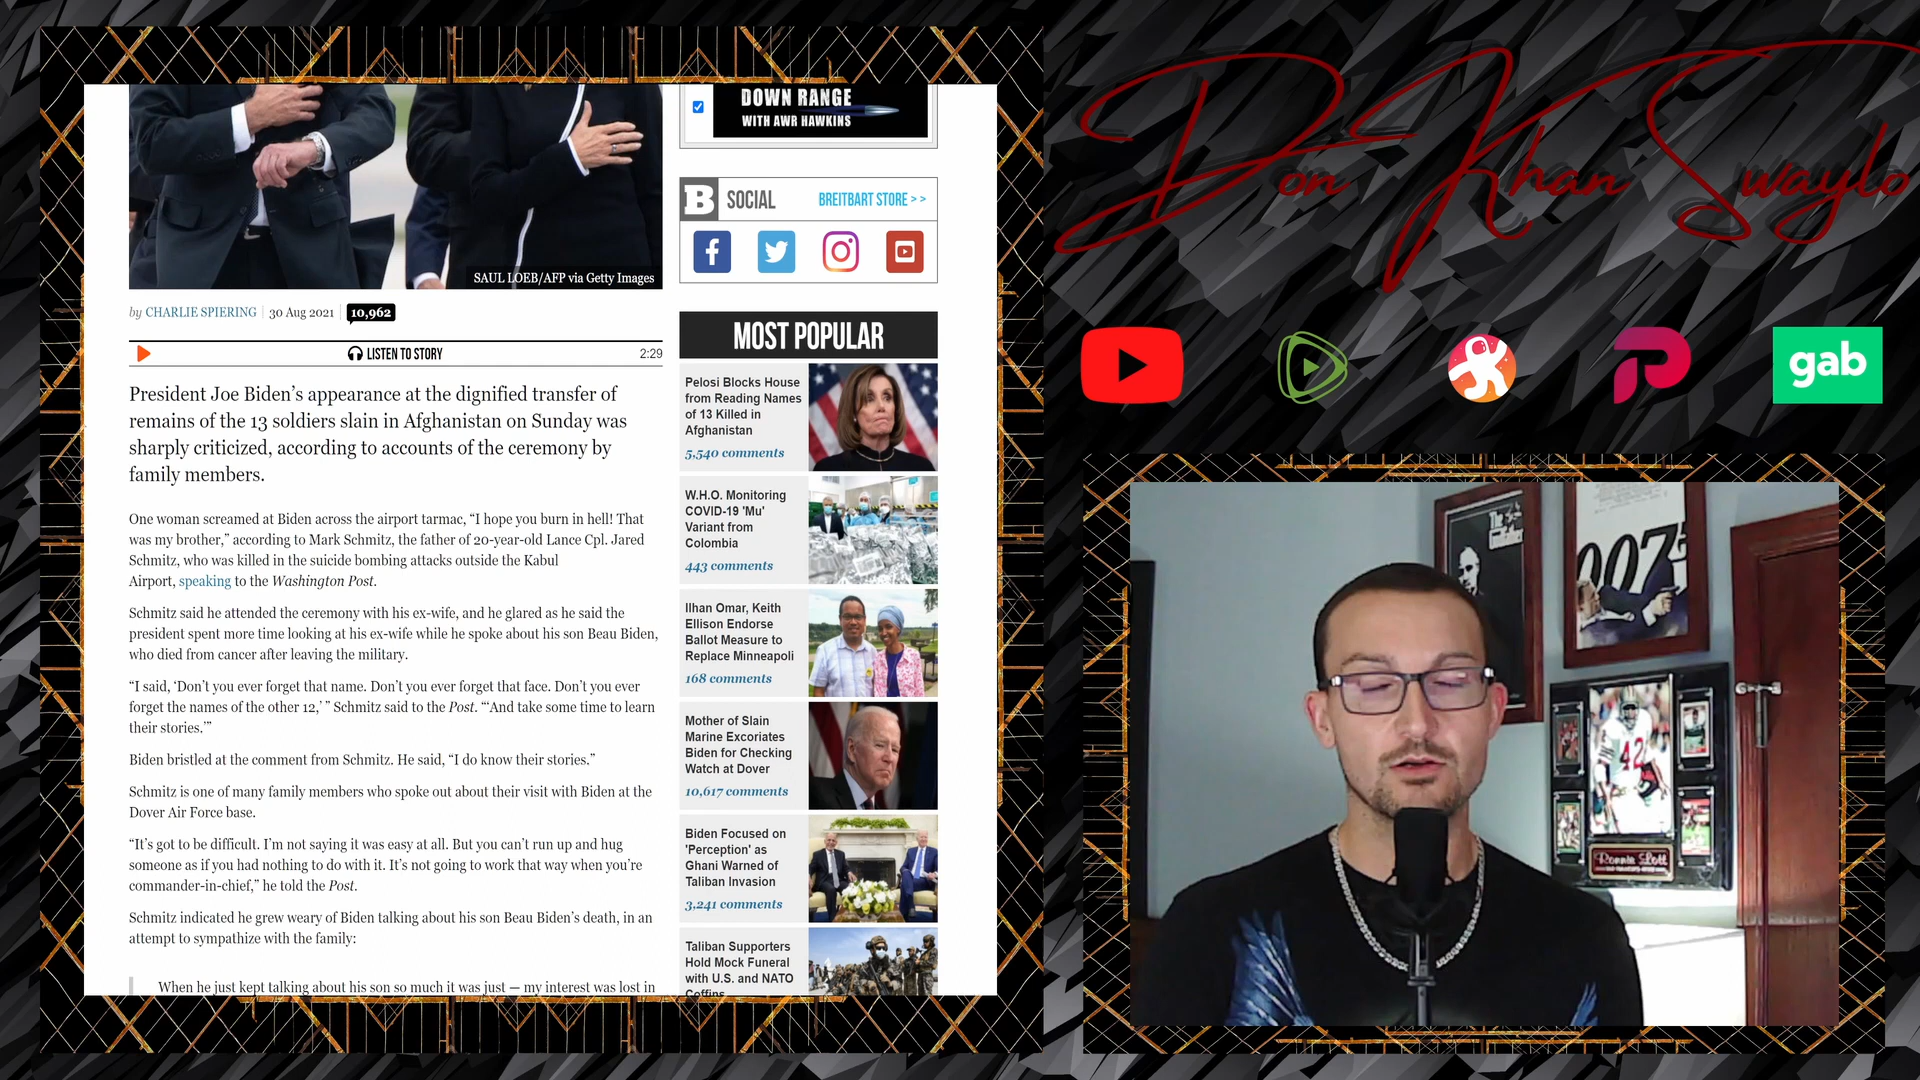 DOWN RANGE
WITH AWR HAWKINS
B SOCIAL BREITBART STORE > >
SAUL LOEB/AFP via Getty Images
by CHARLIE SPIERING | 30 Aug 2021 | 10,962
LISTEN TO STORY 2:29
President Joe Biden’s appearance at the dignified transfer of
remains of the 13 soldiers slain in Afghanistan on Sunday was
sharply criticized, according to accounts of the ceremony by
family members.
One woman screamed at Biden across the airport tarmac, “I hope you burn in hell! That
was my brother,” according to Mark Schmitz, the father of 20-year-old Lance Cpl. Jared
Schmitz, who was killed in the suicide bombing attacks outside the Kabul
Airport, speaking to the Washington Post.
Schmitz said he attended the ceremony with his ex-wife, and he glared as he said the
president spent more time looking at his ex-wife while he spoke about his son Beau Biden,
who died from cancer after leaving the military.
“I said, ‘Don’t you ever forget that name. Don’t you ever forget that face. Don’t you ever
forget the names of the other 12,’ ” Schmitz said to the Post. “‘And take some time to learn
their stories.’”
Biden bristled at the comment from Schmitz. He said, “I do know their stories.”
Schmitz is one of many family members who spoke out about their visit with Biden at the
Dover Air Force base.
“It’s got to be difficult. I’m not saying it was easy at all. But you can’t run up and hug
someone as if you had nothing to do with it. It’s not going to work that way when you’re
commander-in-chief,” he told the Post.
Schmitz indicated he grew weary of Biden talking about his son Beau Biden’s death, in an
attempt to sympathize with the family:
When he just kept talking about his son so much it was just — my interest was lost in
MOST POPULAR
Pelosi Blocks House
from Reading Names
of 13 Killed in
Afghanistan
5,540 comments
W.H.O. Monitoring
COVID-19 'Mu'
Variant from
Colombia
443 comments
Ilhan Omar, Keith
Ellison Endorse
Ballot Measure to
Replace Minneapoli
168 comments
Mother of Slain
Marine Excoriates
Biden for Checking
Watch at Dover
10,617 comments
Biden Focused on
'Perception' as
Ghani Warned of
Taliban Invasion
3,241 comments
Taliban Supporters
Hold Mock Funeral
with U.S. and NATO
Coffins
Don Khan Swaylo
gab
The
Godfather
007
42
Ronnie Lott